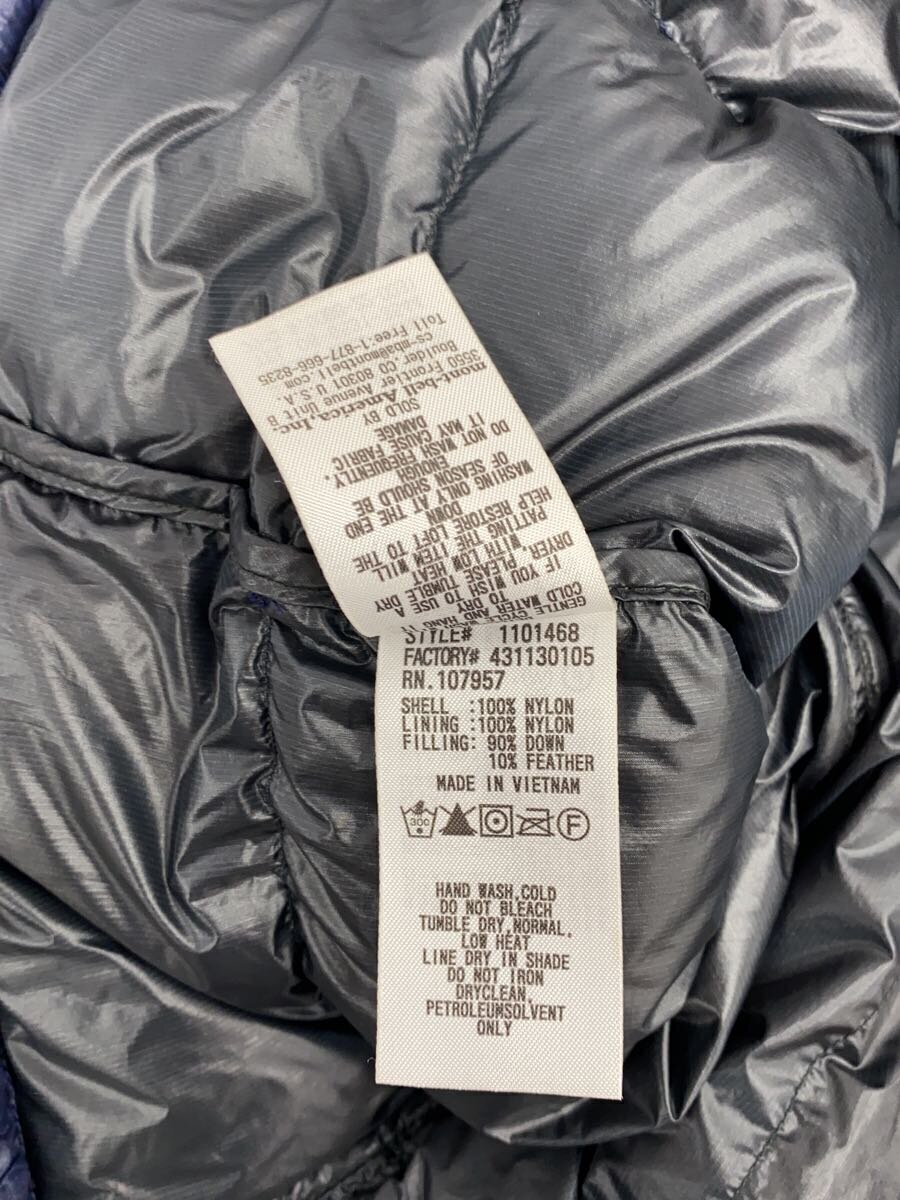 GENTLE CYCLE,
COLD WATER AND HANG IT
TO DRY
IF YOU WISH TO USE A
DRYER, PLEASE TUMBLE DRY
WITH LOW HEAT
PATTING THE ITEM WILL
HELP RESTORE LOFT TO THE
DOWN
WASHING ONLY AT THE END
OF SEASON SHOULD BE
ENOUGH
DO NOT WASH FREQUENTLY.
IT MAY CAUSE FABRIC
DAMAGE
SOLD BY
mont-bell America, Inc.
3550 Frontier Avenue Unit B
Boulder CO 80301 U.S.A.
cs-mba@montbell.com
Toll Free:1-877-666-8235
STYLE# 1101468
FACTORY# 431130105
RN.107957
SHELL :100% NYLON
LINING :100% NYLON
FILLING: 90% DOWN
10% FEATHER
MADE IN VIETNAM
300 F
HAND WASH,COLD
DO NOT BLEACH
TUMBLE DRY,NORMAL,
LOW HEAT
LINE DRY IN SHADE
DO NOT IRON
DRYCLEAN,
PETROLEUMSOLVENT
ONLY